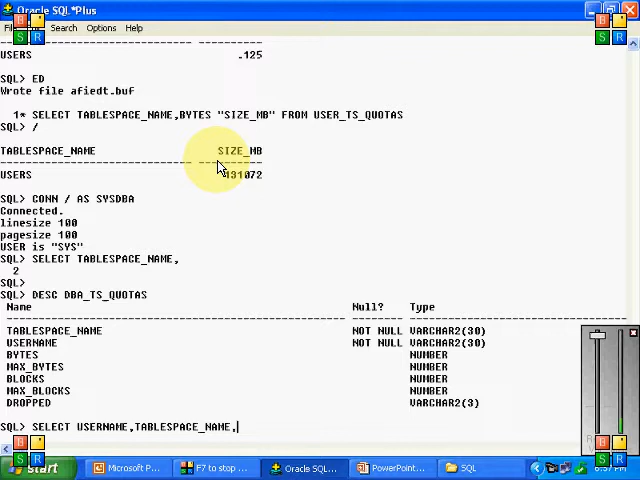 Oracle SQL*Plus
Search Options Help
USERS .125
SQL> ED
Wrote file afiedt.buf
1* SELECT TABLESPACE_NAME,BYTES "SIZE_MB" FROM USER_TS_QUOTAS
SQL> /
TABLESPACE_NAME SIZE_MB
USERS 131072
SQL> CONN / AS SYSDBA
Connected.
linesize 100
pagesize 100
USER is "SYS"
SQL> SELECT TABLESPACE_NAME,
2
SQL>
SQL> DESC DBA_TS_QUOTAS
Name Null? Type
TABLESPACE_NAME NOT NULL VARCHAR2(30)
USERNAME NOT NULL VARCHAR2(30)
BYTES NUMBER
MAX_BYTES NUMBER
BLOCKS NUMBER
MAX_BLOCKS NUMBER
DROPPED VARCHAR2(3)
SQL> SELECT USERNAME,TABLESPACE_NAME,
start Microsoft P... F7 to stop ... Oracle SQL... PowerPoint... SQL 6:37 PM
B
S R
B
S R
B
S R
B
S R